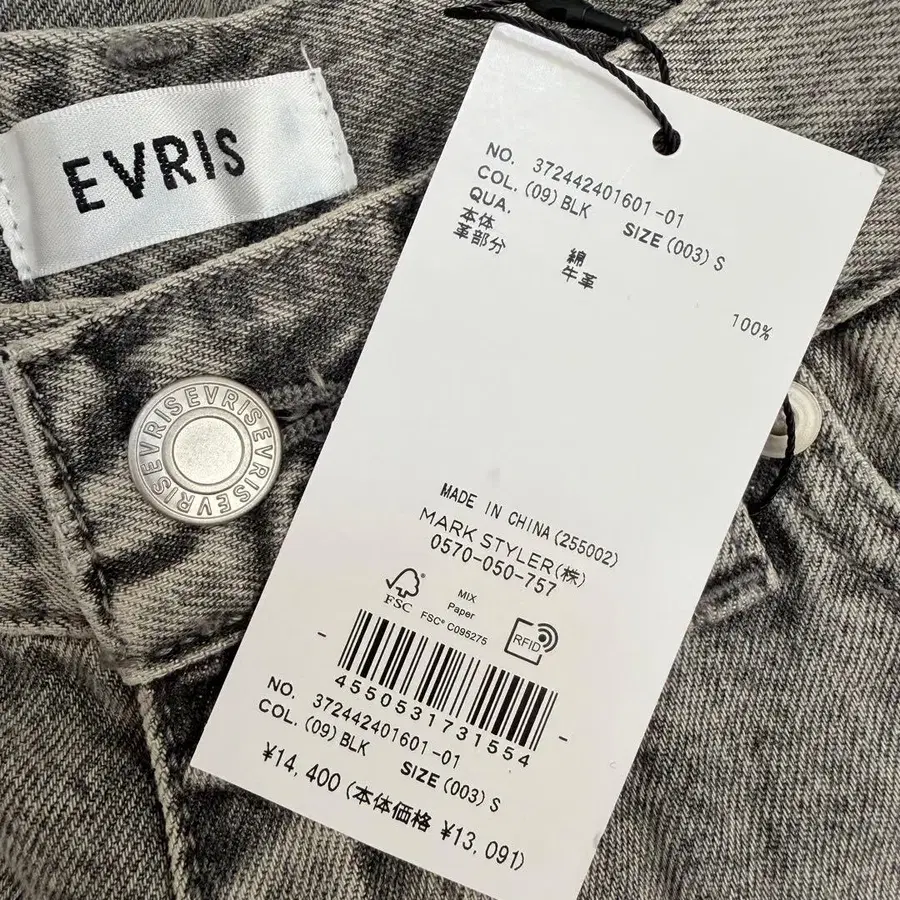 EVRIS
EVRISEVRISEVRISEVRIS
NO. 372442401601-01
COL. (09) BLK SIZE (003) S
QUA.
本体 綿 100%
革部分 牛革
MADE IN CHINA (255002)
MARK STYLER(株)
0570-050-757
FSC
MIX
Paper
FSC® C095275
RFID
4550531731554
NO. 372442401601-01
COL. (09) BLK SIZE (003) S
¥14,400 (本体価格 ¥13,091)